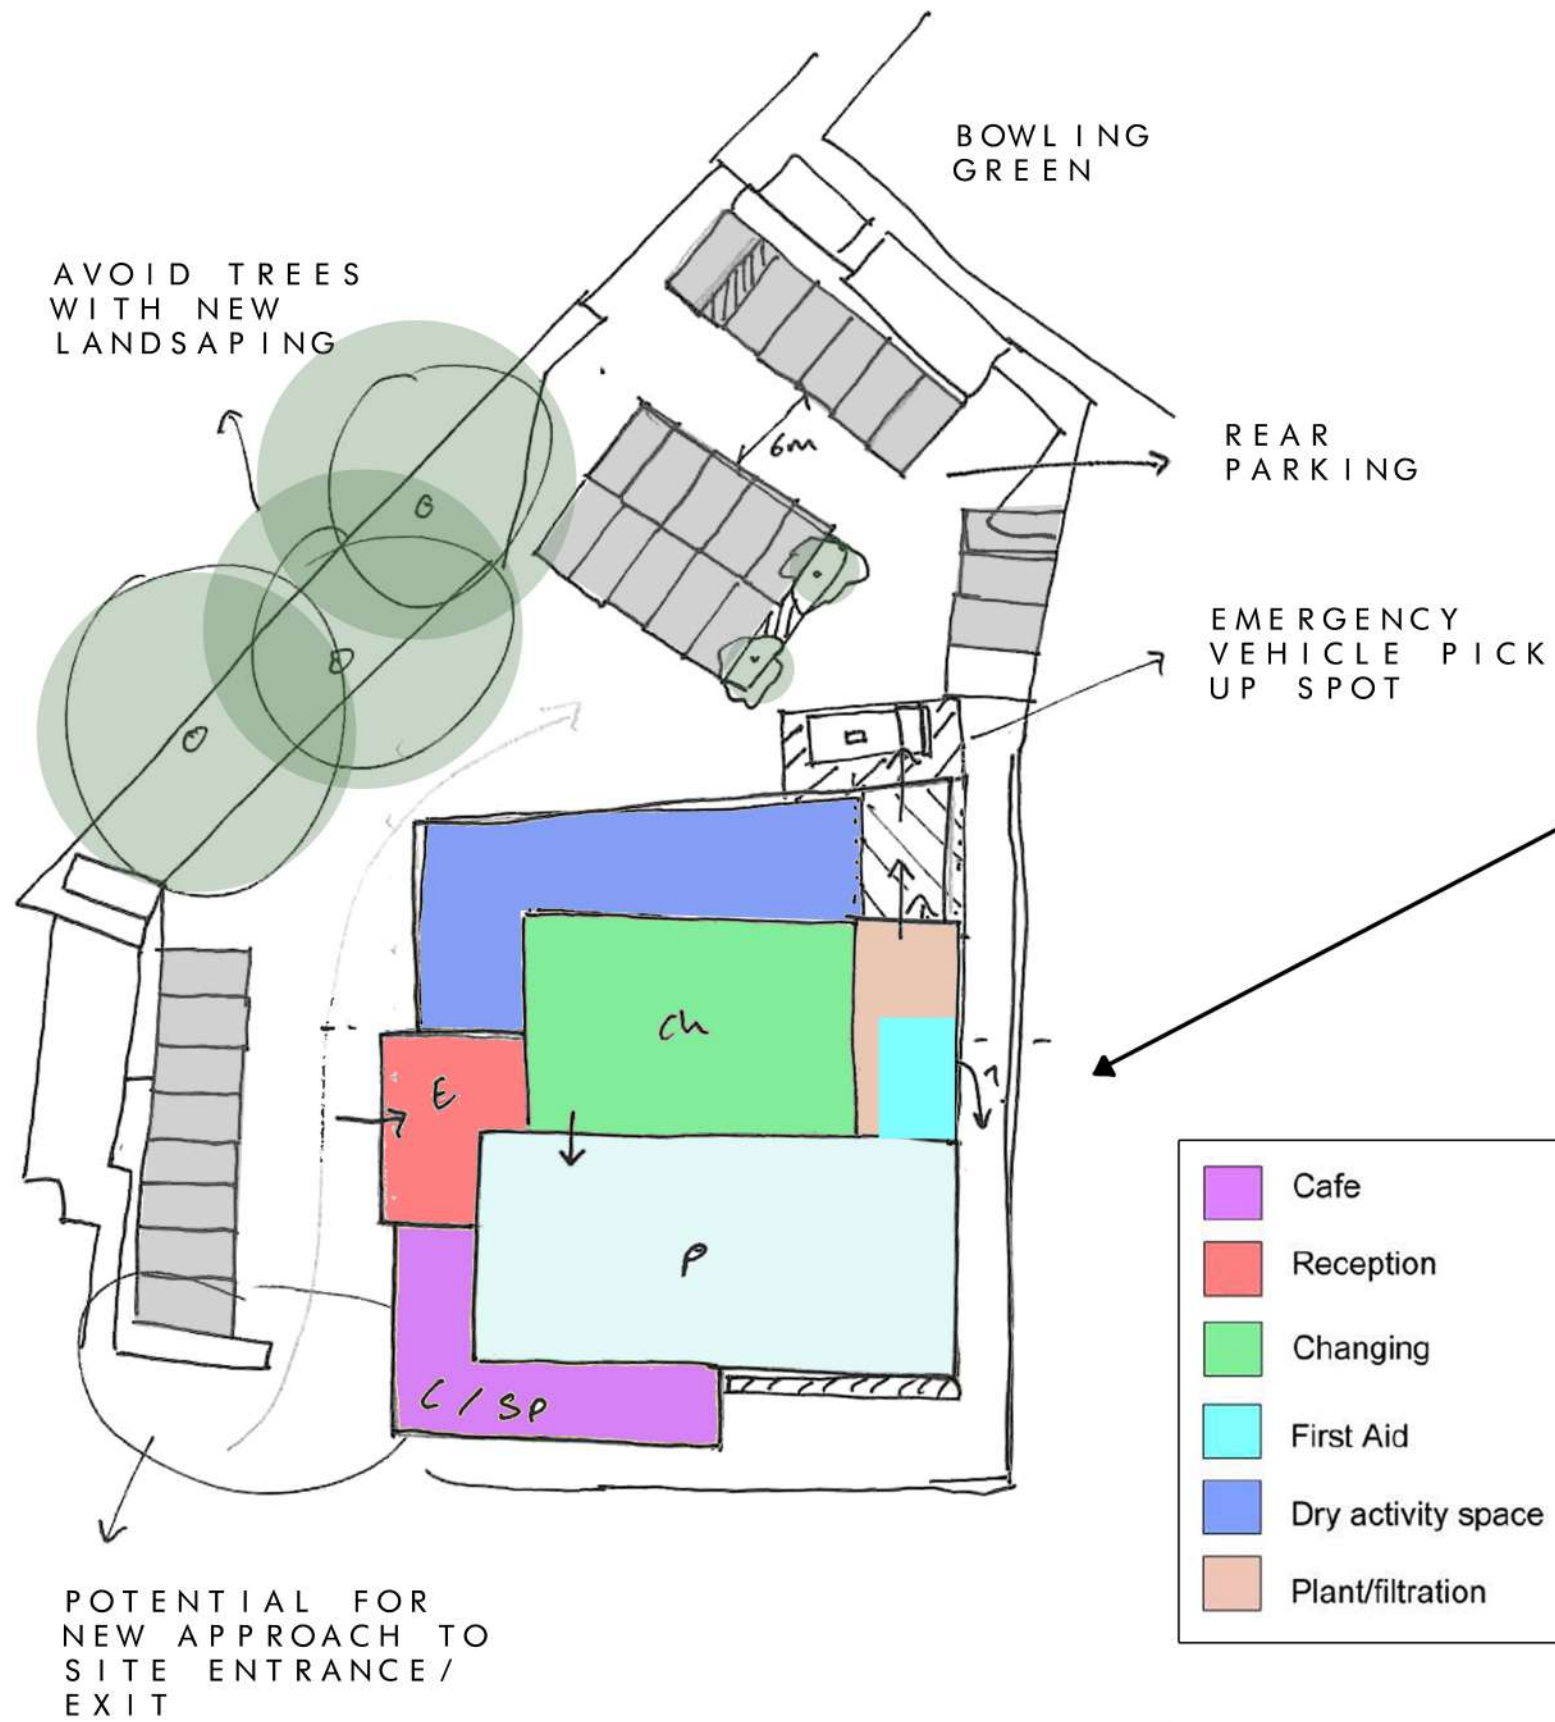 BOWLING
GREEN
AVOID TREES
WITH NEW
LANDSAPING
6m
REAR
PARKING
EMERGENCY
VEHICLE PICK
UP SPOT
Ch
?
E
P
C / SP
Cafe
Reception
Changing
First Aid
Dry activity space
Plant/filtration
POTENTIAL FOR
NEW APPROACH TO
SITE ENTRANCE/
EXIT